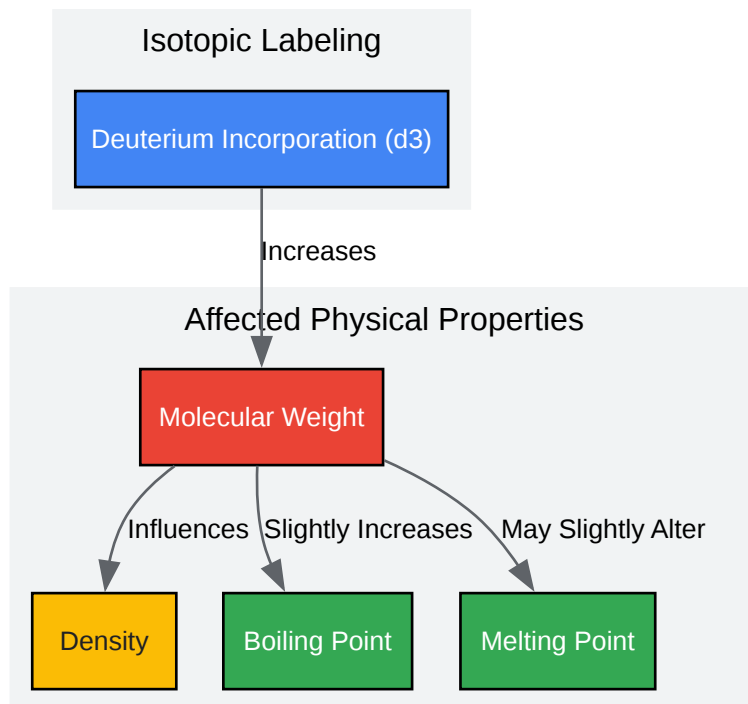 Isotopic Labeling
Deuterium Incorporation (d3)
Increases
Affected Physical Properties
Molecular Weight
Influences
Slightly Increases
May Slightly Alter
Density
Boiling Point
Melting Point